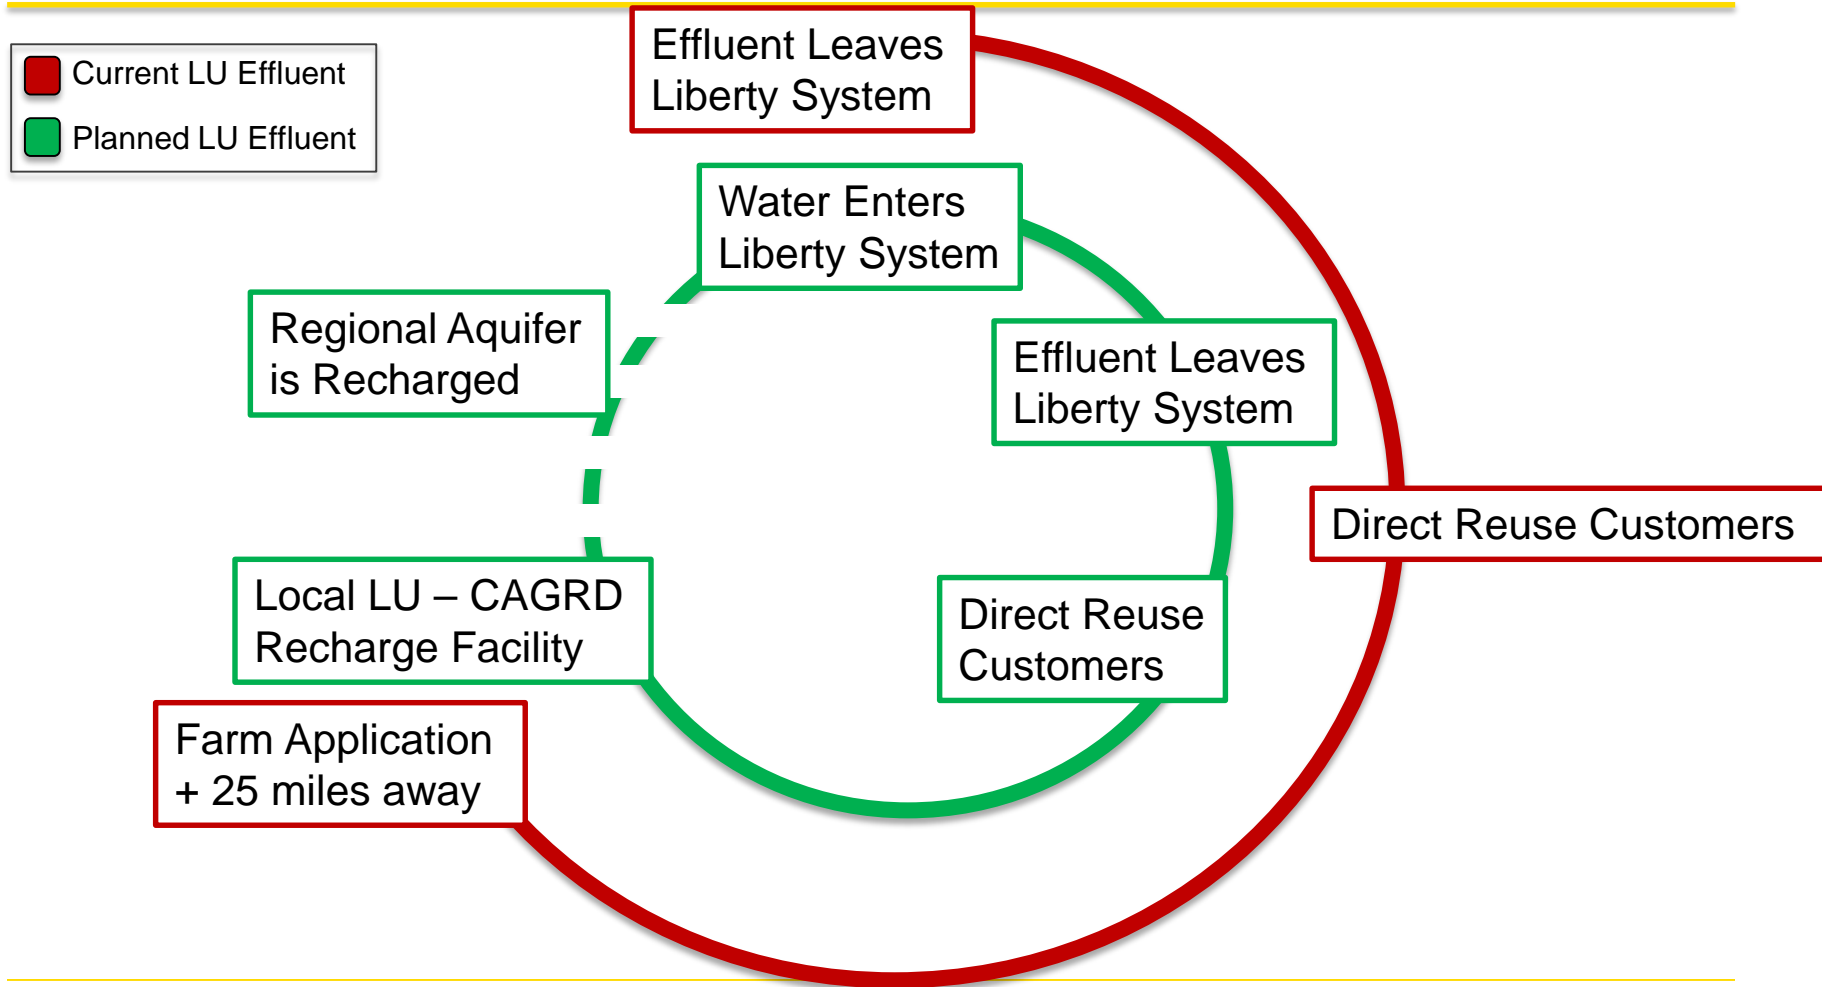 Current LU Effluent
Planned LU Effluent
Effluent Leaves
Liberty System
Water Enters
Liberty System
Regional Aquifer
is Recharged
Effluent Leaves
Liberty System
Direct Reuse Customers
Local LU – CAGRD
Recharge Facility
Direct Reuse
Customers
Farm Application
+ 25 miles away